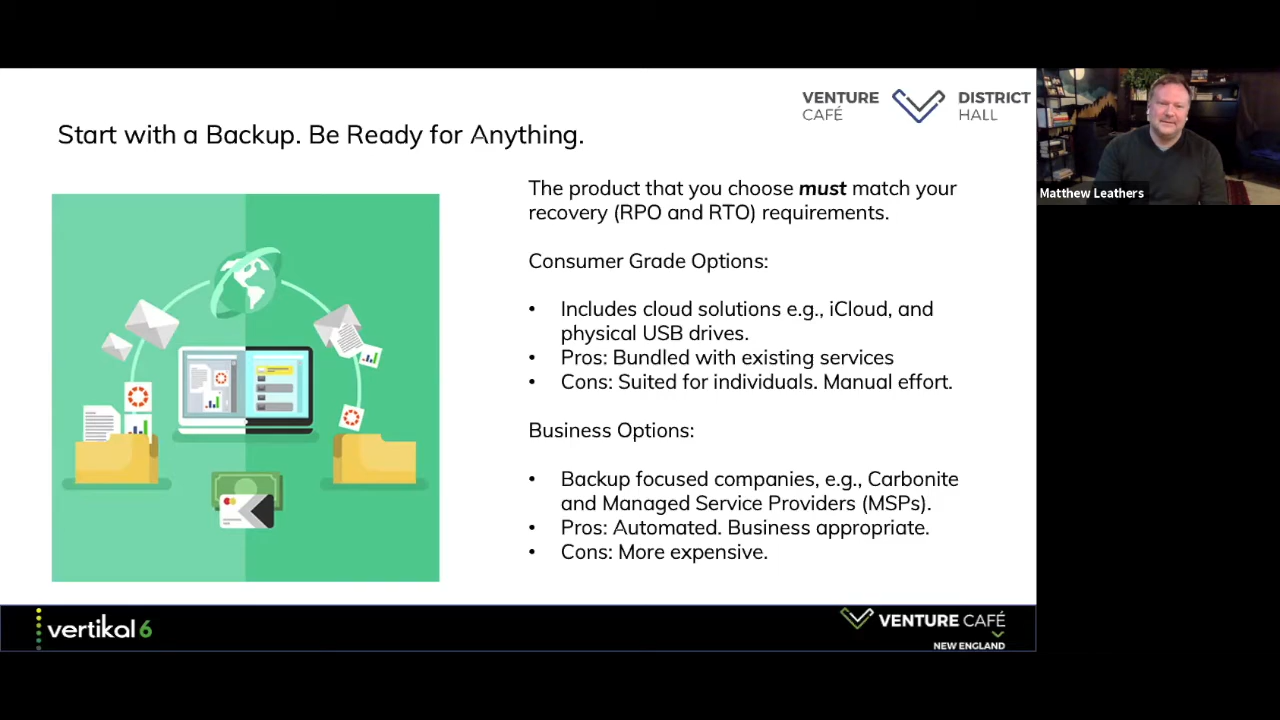 VENTURE
CAFÉ
DISTRICT
HALL
Start with a Backup. Be Ready for Anything.
Matthew Leathers
The product that you choose must match your
recovery (RPO and RTO) requirements.
Consumer Grade Options:
• Includes cloud solutions e.g., iCloud, and
physical USB drives.
• Pros: Bundled with existing services
• Cons: Suited for individuals. Manual effort.
Business Options:
• Backup focused companies, e.g., Carbonite
and Managed Service Providers (MSPs).
• Pros: Automated. Business appropriate.
• Cons: More expensive.
vertikal6
VENTURE CAFÉ
NEW ENGLAND